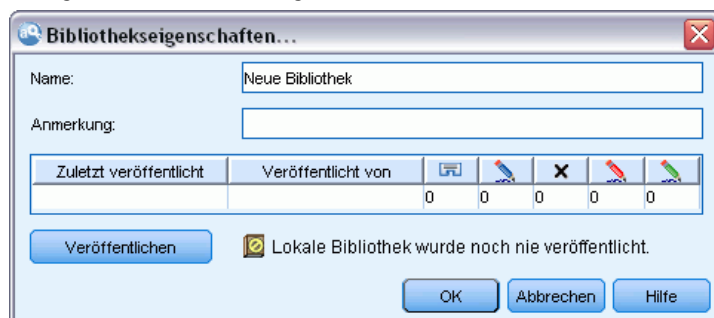 Bibliothekseigenschaften...
Name: Neue Bibliothek
Anmerkung:
Zuletzt veröffentlicht Veröffentlicht von
0 0 0 0 0
Veröffentlichen Lokale Bibliothek wurde noch nie veröffentlicht.
OK Abbrechen Hilfe